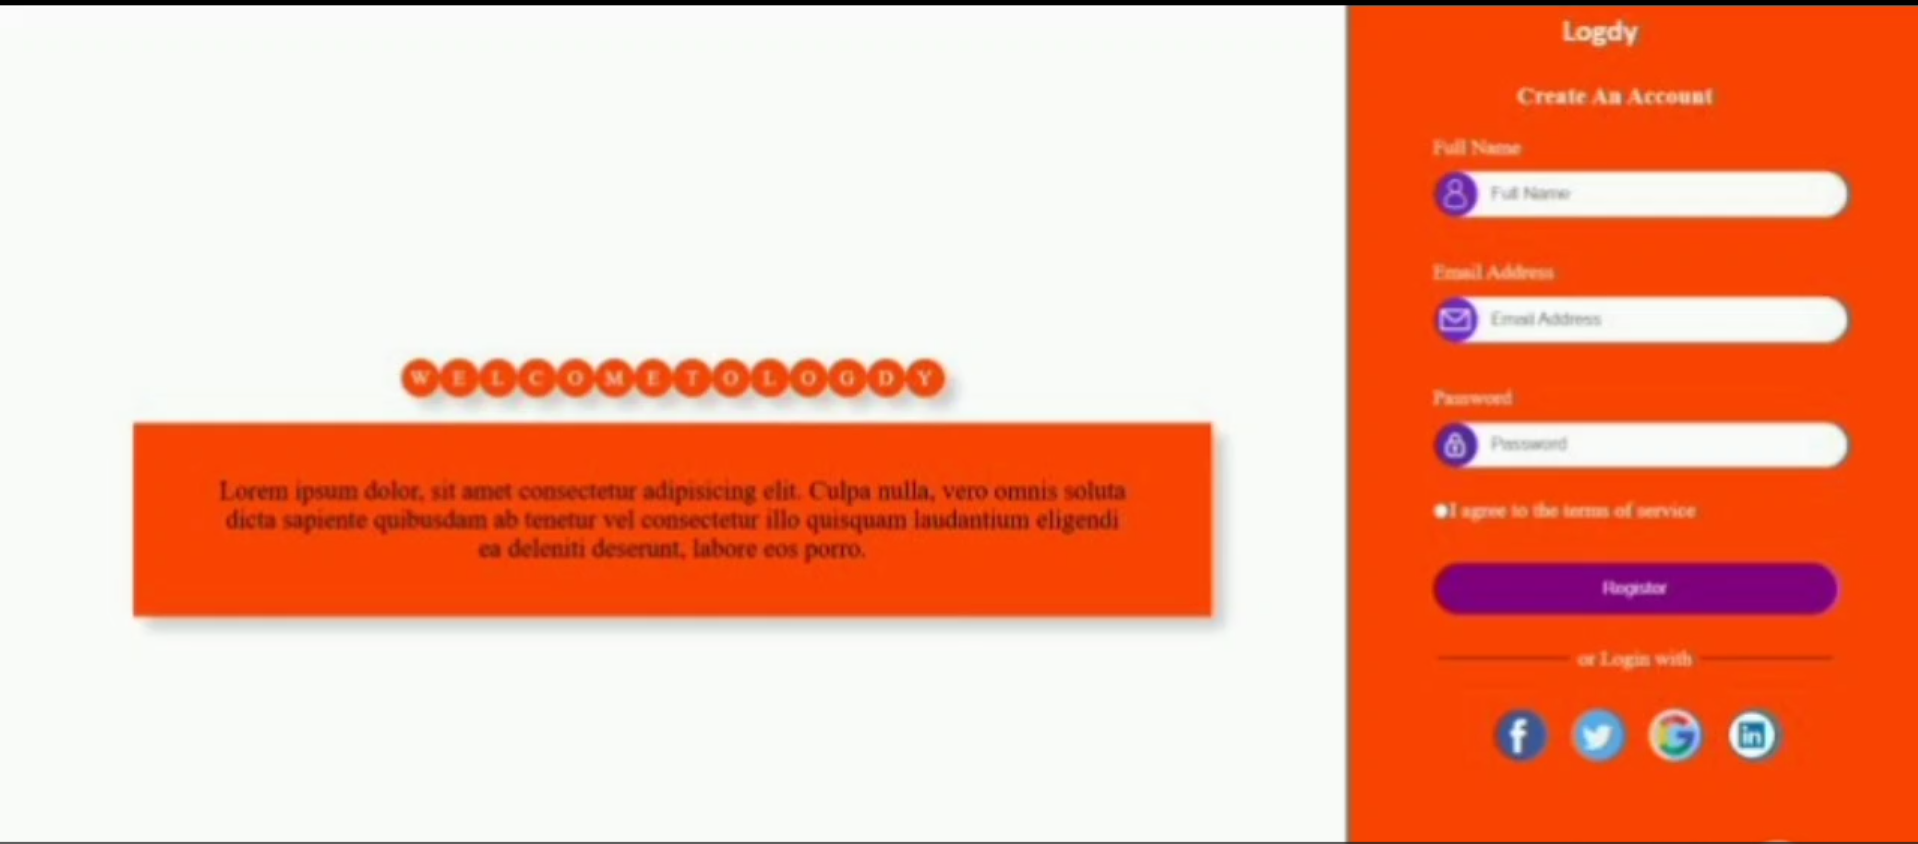 WELCOMETOLOGDY
Lorem ipsum dolor, sit amet consectetur adipisicing elit. Culpa nulla, vero omnis soluta
dicta sapiente quibusdam ab tenetur vel consectetur illo quisquam laudantium eligendi
ea deleniti deserunt, labore eos porro.
Logdy
Create An Account
Full Name
Full Name
Email Address
Email Address
Password
Password
I agree to the terms of service
Register
or Login with
f
G
in